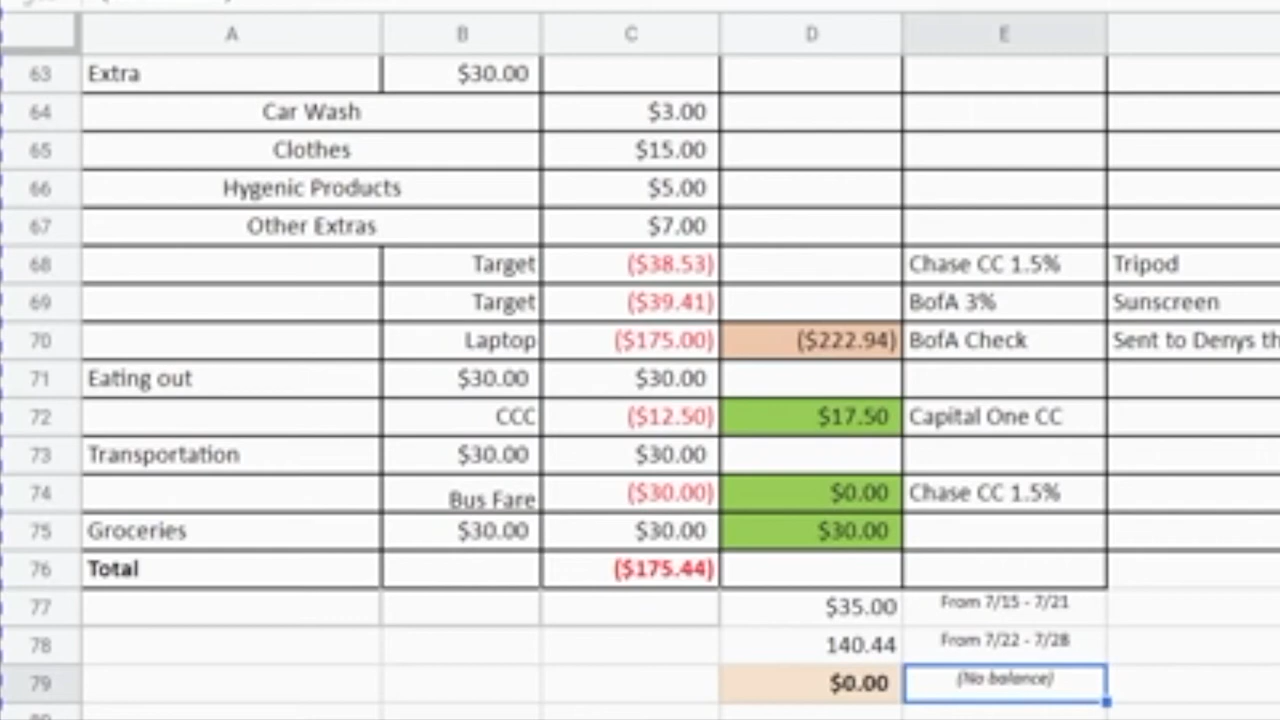 A B C D E
63 Extra $30.00
64 Car Wash $3.00
65 Clothes $15.00
66 Hygenic Products $5.00
67 Other Extras $7.00
68 Target ($38.53) Chase CC 1.5% Tripod
69 Target ($39.41) BofA 3% Sunscreen
70 Laptop ($175.00) ($222.94) BofA Check Sent to Denys th
71 Eating out $30.00 $30.00
72 CCC ($12.50) $17.50 Capital One CC
73 Transportation $30.00 $30.00
74 Bus Fare ($30.00) $0.00 Chase CC 1.5%
75 Groceries $30.00 $30.00 $30.00
76 Total ($175.44)
77 $35.00 From 7/15 - 7/21
78 140.44 From 7/22 - 7/28
79 $0.00 (No balance)